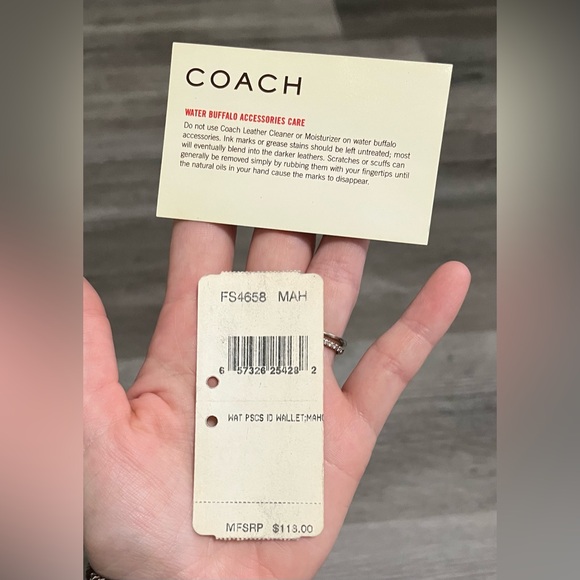 COACH
WATER BUFFALO ACCESSORIES CARE
Do not use Coach Leather Cleaner or Moisturizer on water buffalo
accessories. Ink marks or grease stains should be left untreated; most
will eventually blend into the darker leathers. Scratches or scuffs can
generally be removed simply by rubbing them with your fingertips until
the natural oils in your hand cause the marks to disappear.
FS4658 MAH
6 57326 25428 2
WAT PSCS ID WALLET:MAH
MFSRP $118.00